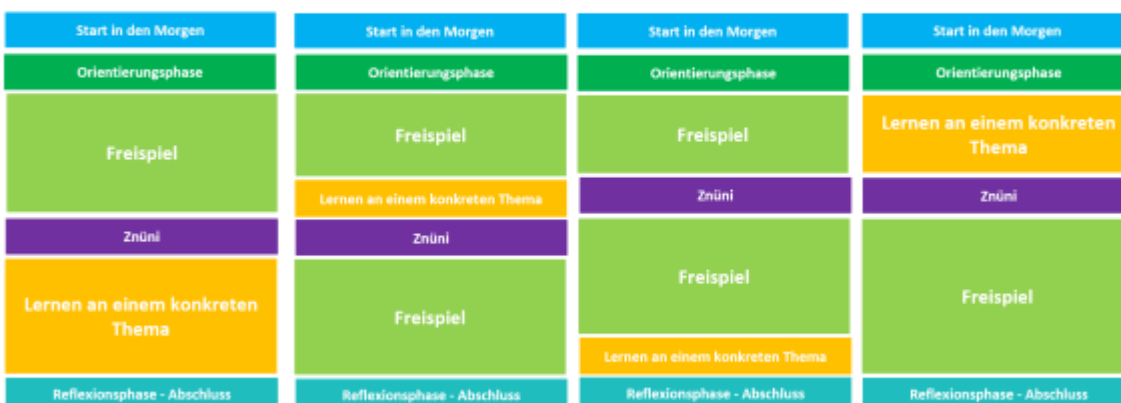 Start in den Morgen
Orientierungsphase
Freispiel
Znüni
Lernen an einem konkreten
Thema
Reflexionsphase - Abschluss
Start in den Morgen
Orientierungsphase
Freispiel
Lernen an einem konkreten Thema
Znüni
Freispiel
Reflexionsphase - Abschluss
Start in den Morgen
Orientierungsphase
Freispiel
Znüni
Freispiel
Lernen an einem konkreten Thema
Reflexionsphase - Abschluss
Start in den Morgen
Orientierungsphase
Lernen an einem konkreten
Thema
Znüni
Freispiel
Reflexionsphase - Abschluss